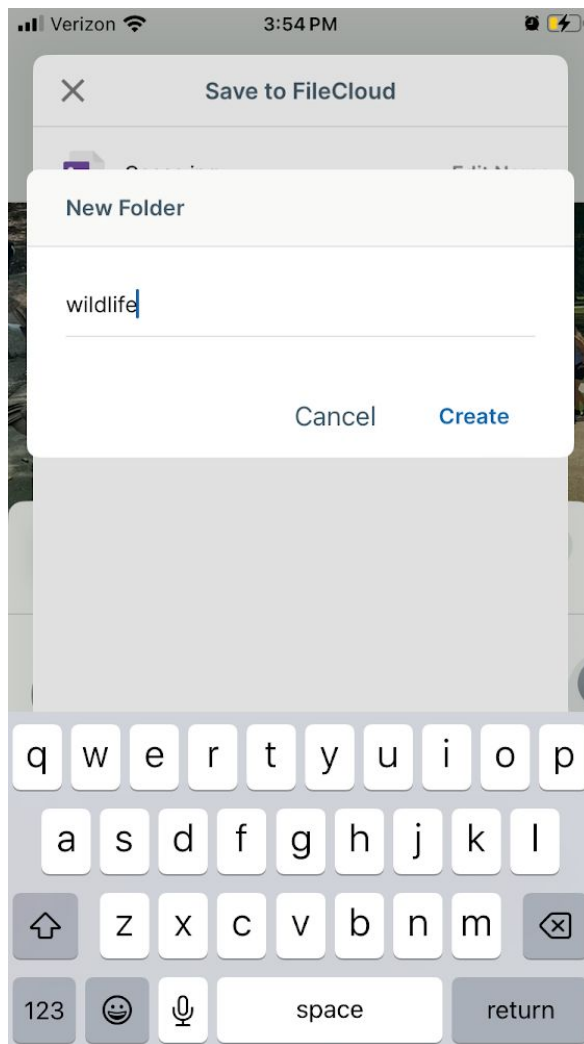 Verizon 3:54 PM
Save to FileCloud
New Folder
wildlife
Cancel Create
q w e r t y u i o p
a s d f g h j k l
z x c v b n m
123 space return